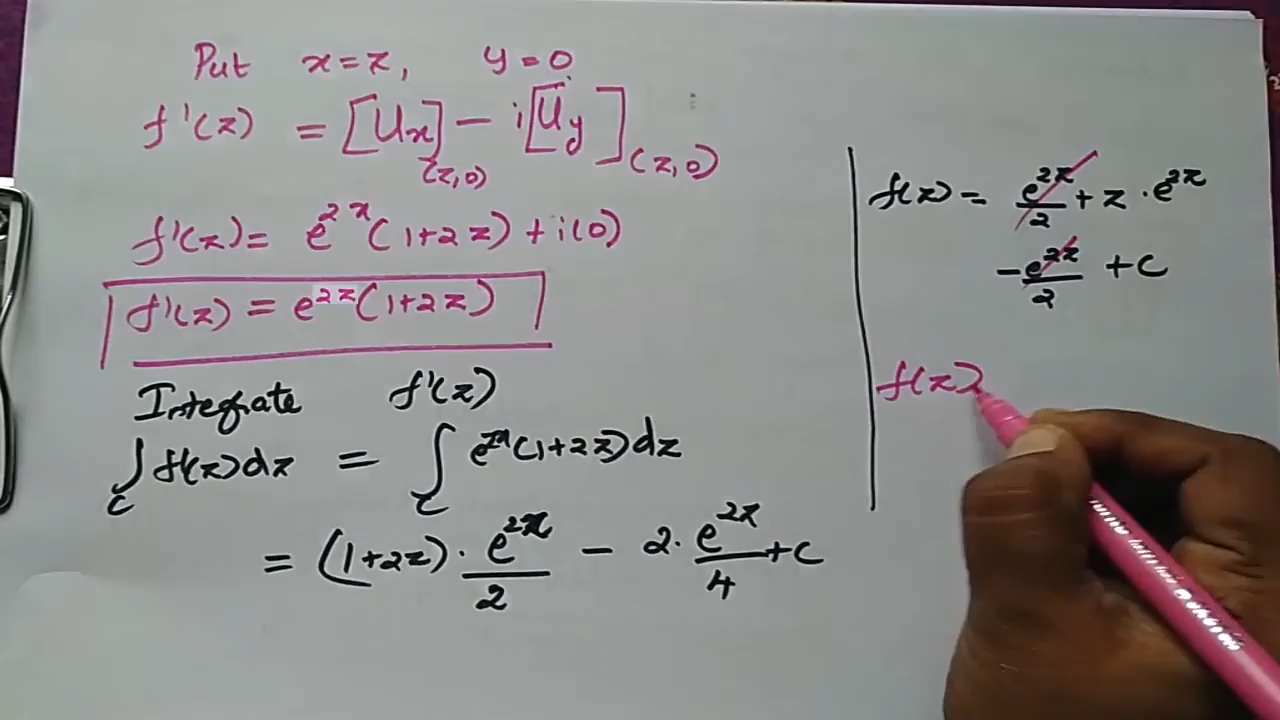 Put x=z, y=0
f'(z) = [Ux](z,0) - i[Uy](z,0)
f'(z)= e^2x(1+2z)+i(0)
f'(z) = e^2z(1+2z)
Integrate f'(z)
∫c f'(z)dz = ∫c e^2z(1+2z)dz
= (1+2z) · e^2z/2 - 2· e^2z/4 +c
f(z) = e^2z/2 + z · e^2z
- e^2z/2 + c
f(z)